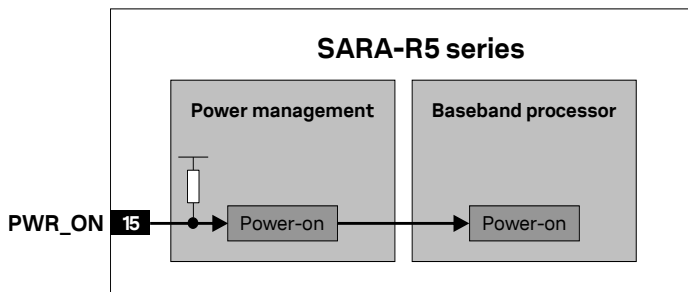 SARA-R5 series
Power management
Baseband processor
PWR_ON 15
Power-on
Power-on